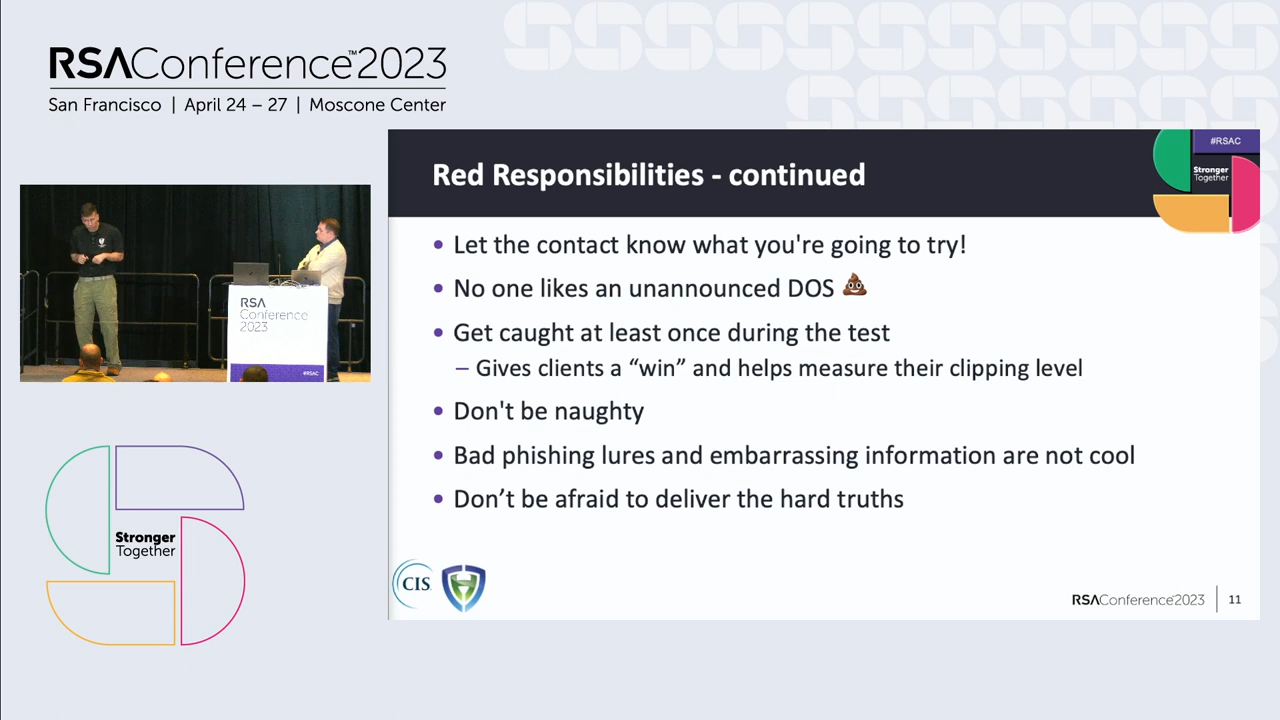 RSAConference™2023
San Francisco | April 24 – 27 | Moscone Center
#RSAC
Stronger
Together
Red Responsibilities - continued
• Let the contact know what you're going to try!
• No one likes an unannounced DOS 💩
• Get caught at least once during the test
– Gives clients a “win” and helps measure their clipping level
• Don't be naughty
• Bad phishing lures and embarrassing information are not cool
• Don’t be afraid to deliver the hard truths
RSA
Conference
2023
#RSAC
Stronger
Together
CIS
RSAConference2023
11